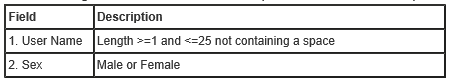 Field Description
1. User Name Length >=1 and <=25 not containing a space
2. Sex Male or Female